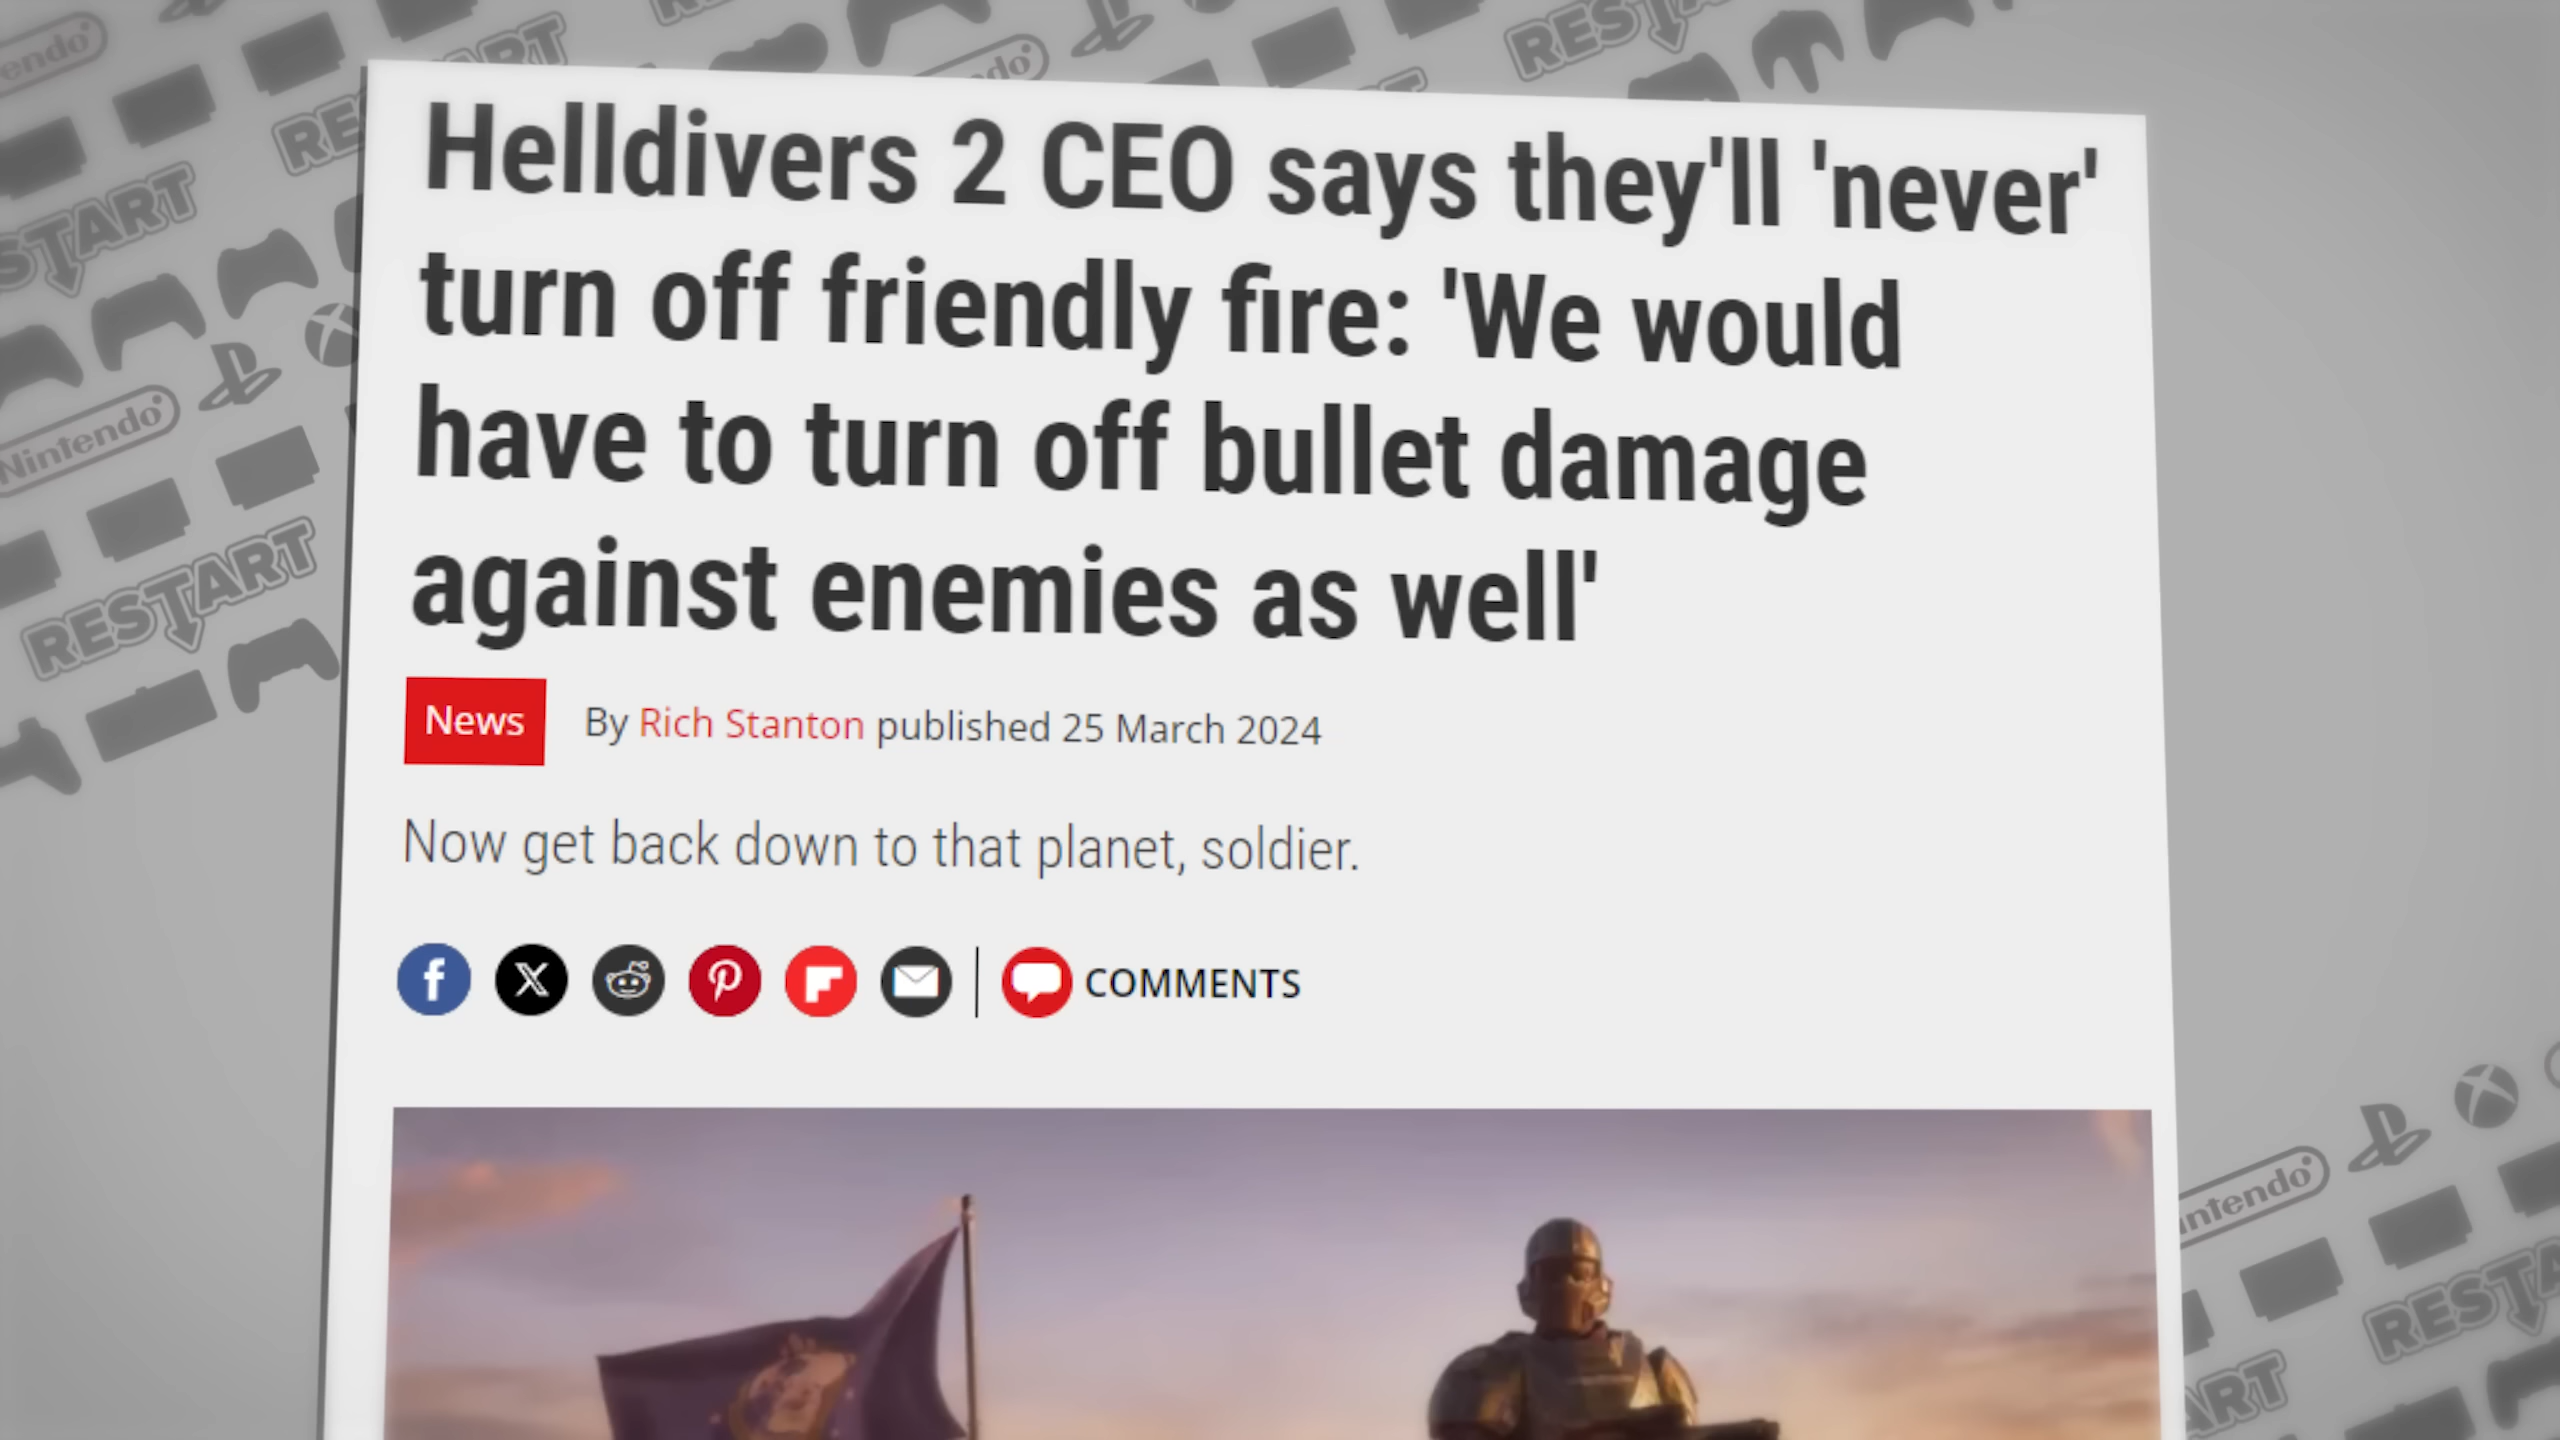 Helldivers 2 CEO says they'll 'never'
turn off friendly fire: 'We would
have to turn off bullet damage
against enemies as well'
News
By Rich Stanton published 25 March 2024
Now get back down to that planet, soldier.
COMMENTS
Nintendo
RESTART